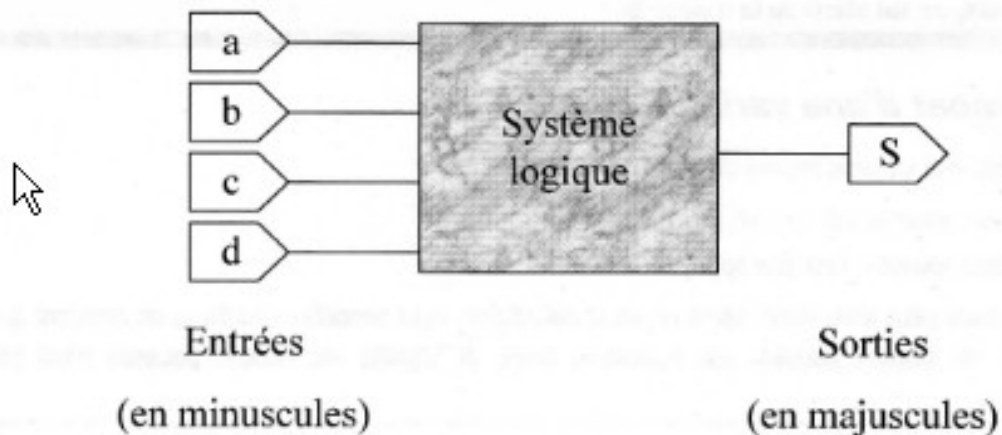 a
b
c
d
Système
logique
S
Entrées
Sorties
(en minuscules)
(en majuscules)